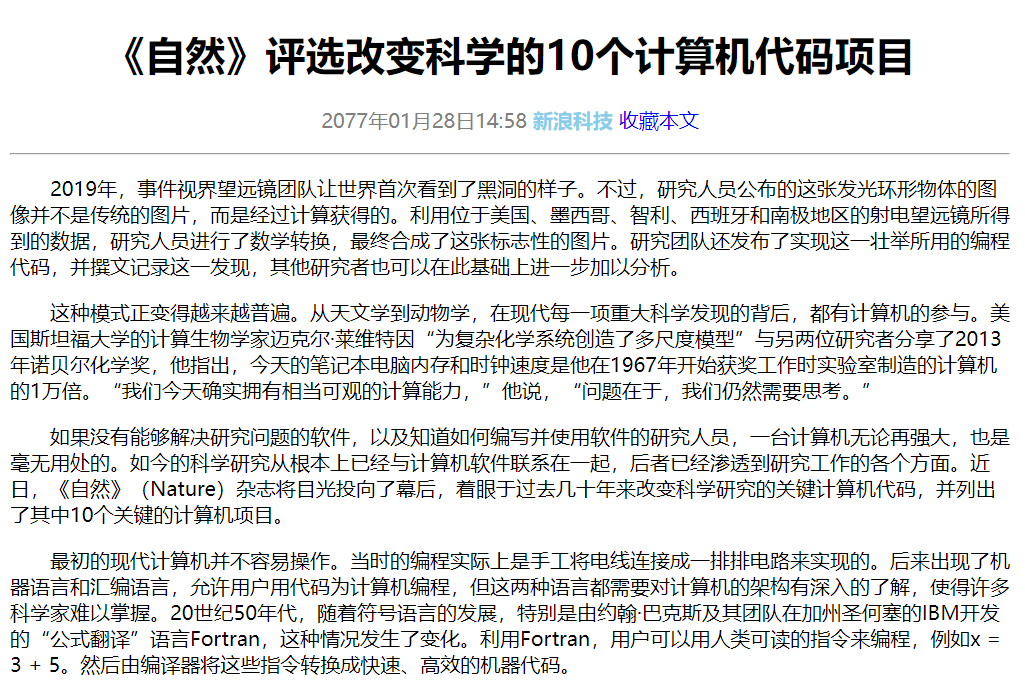 《自然》评选改变科学的10个计算机代码项目
2077年01月28日14:58 新浪科技 收藏本文
2019年，事件视界望远镜团队让世界首次看到了黑洞的样子。不过，研究人员公布的这张发光环形物体的图
像并不是传统的图片，而是经过计算获得的。利用位于美国、墨西哥、智利、西班牙和南极地区的射电望远镜所得
到的数据，研究人员进行了数学转换，最终合成了这张标志性的图片。研究团队还发布了实现这一壮举所用的编程
代码，并撰文记录这一发现，其他研究者也可以在此基础上进一步加以分析。
这种模式正变得越来越普遍。从天文学到动物学，在现代每一项重大科学发现的背后，都有计算机的参与。美
国斯坦福大学的计算生物学家迈克尔·莱维特因“为复杂化学系统创造了多尺度模型”与另两位研究者分享了2013
年诺贝尔化学奖，他指出，今天的笔记本电脑内存和时钟速度是他在1967年开始获奖工作时实验室制造的计算机
的1万倍。“我们今天确实拥有相当可观的计算能力，”他说，“问题在于，我们仍然需要思考。”
如果没有能够解决研究问题的软件，以及知道如何编写并使用软件的研究人员，一台计算机无论再强大，也是
毫无用处的。如今的科学研究从根本上已经与计算机软件联系在一起，后者已经渗透到研究工作的各个方面。近
日，《自然》（Nature）杂志将目光投向了幕后，着眼于过去几十年来改变科学研究的关键计算机代码，并列出
了其中10个关键的计算机项目。
最初的现代计算机并不容易操作。当时的编程实际上是手工将电线连接成一排排电路来实现的。后来出现了机
器语言和汇编语言，允许用户用代码为计算机编程，但这两种语言都需要对计算机的架构有深入的了解，使得许多
科学家难以掌握。20世纪50年代，随着符号语言的发展，特别是由约翰·巴克斯及其团队在加州圣何塞的IBM开发
的“公式翻译”语言Fortran，这种情况发生了变化。利用Fortran，用户可以用人类可读的指令来编程，例如x =
3 + 5。然后由编译器将这些指令转换成快速、高效的机器代码。